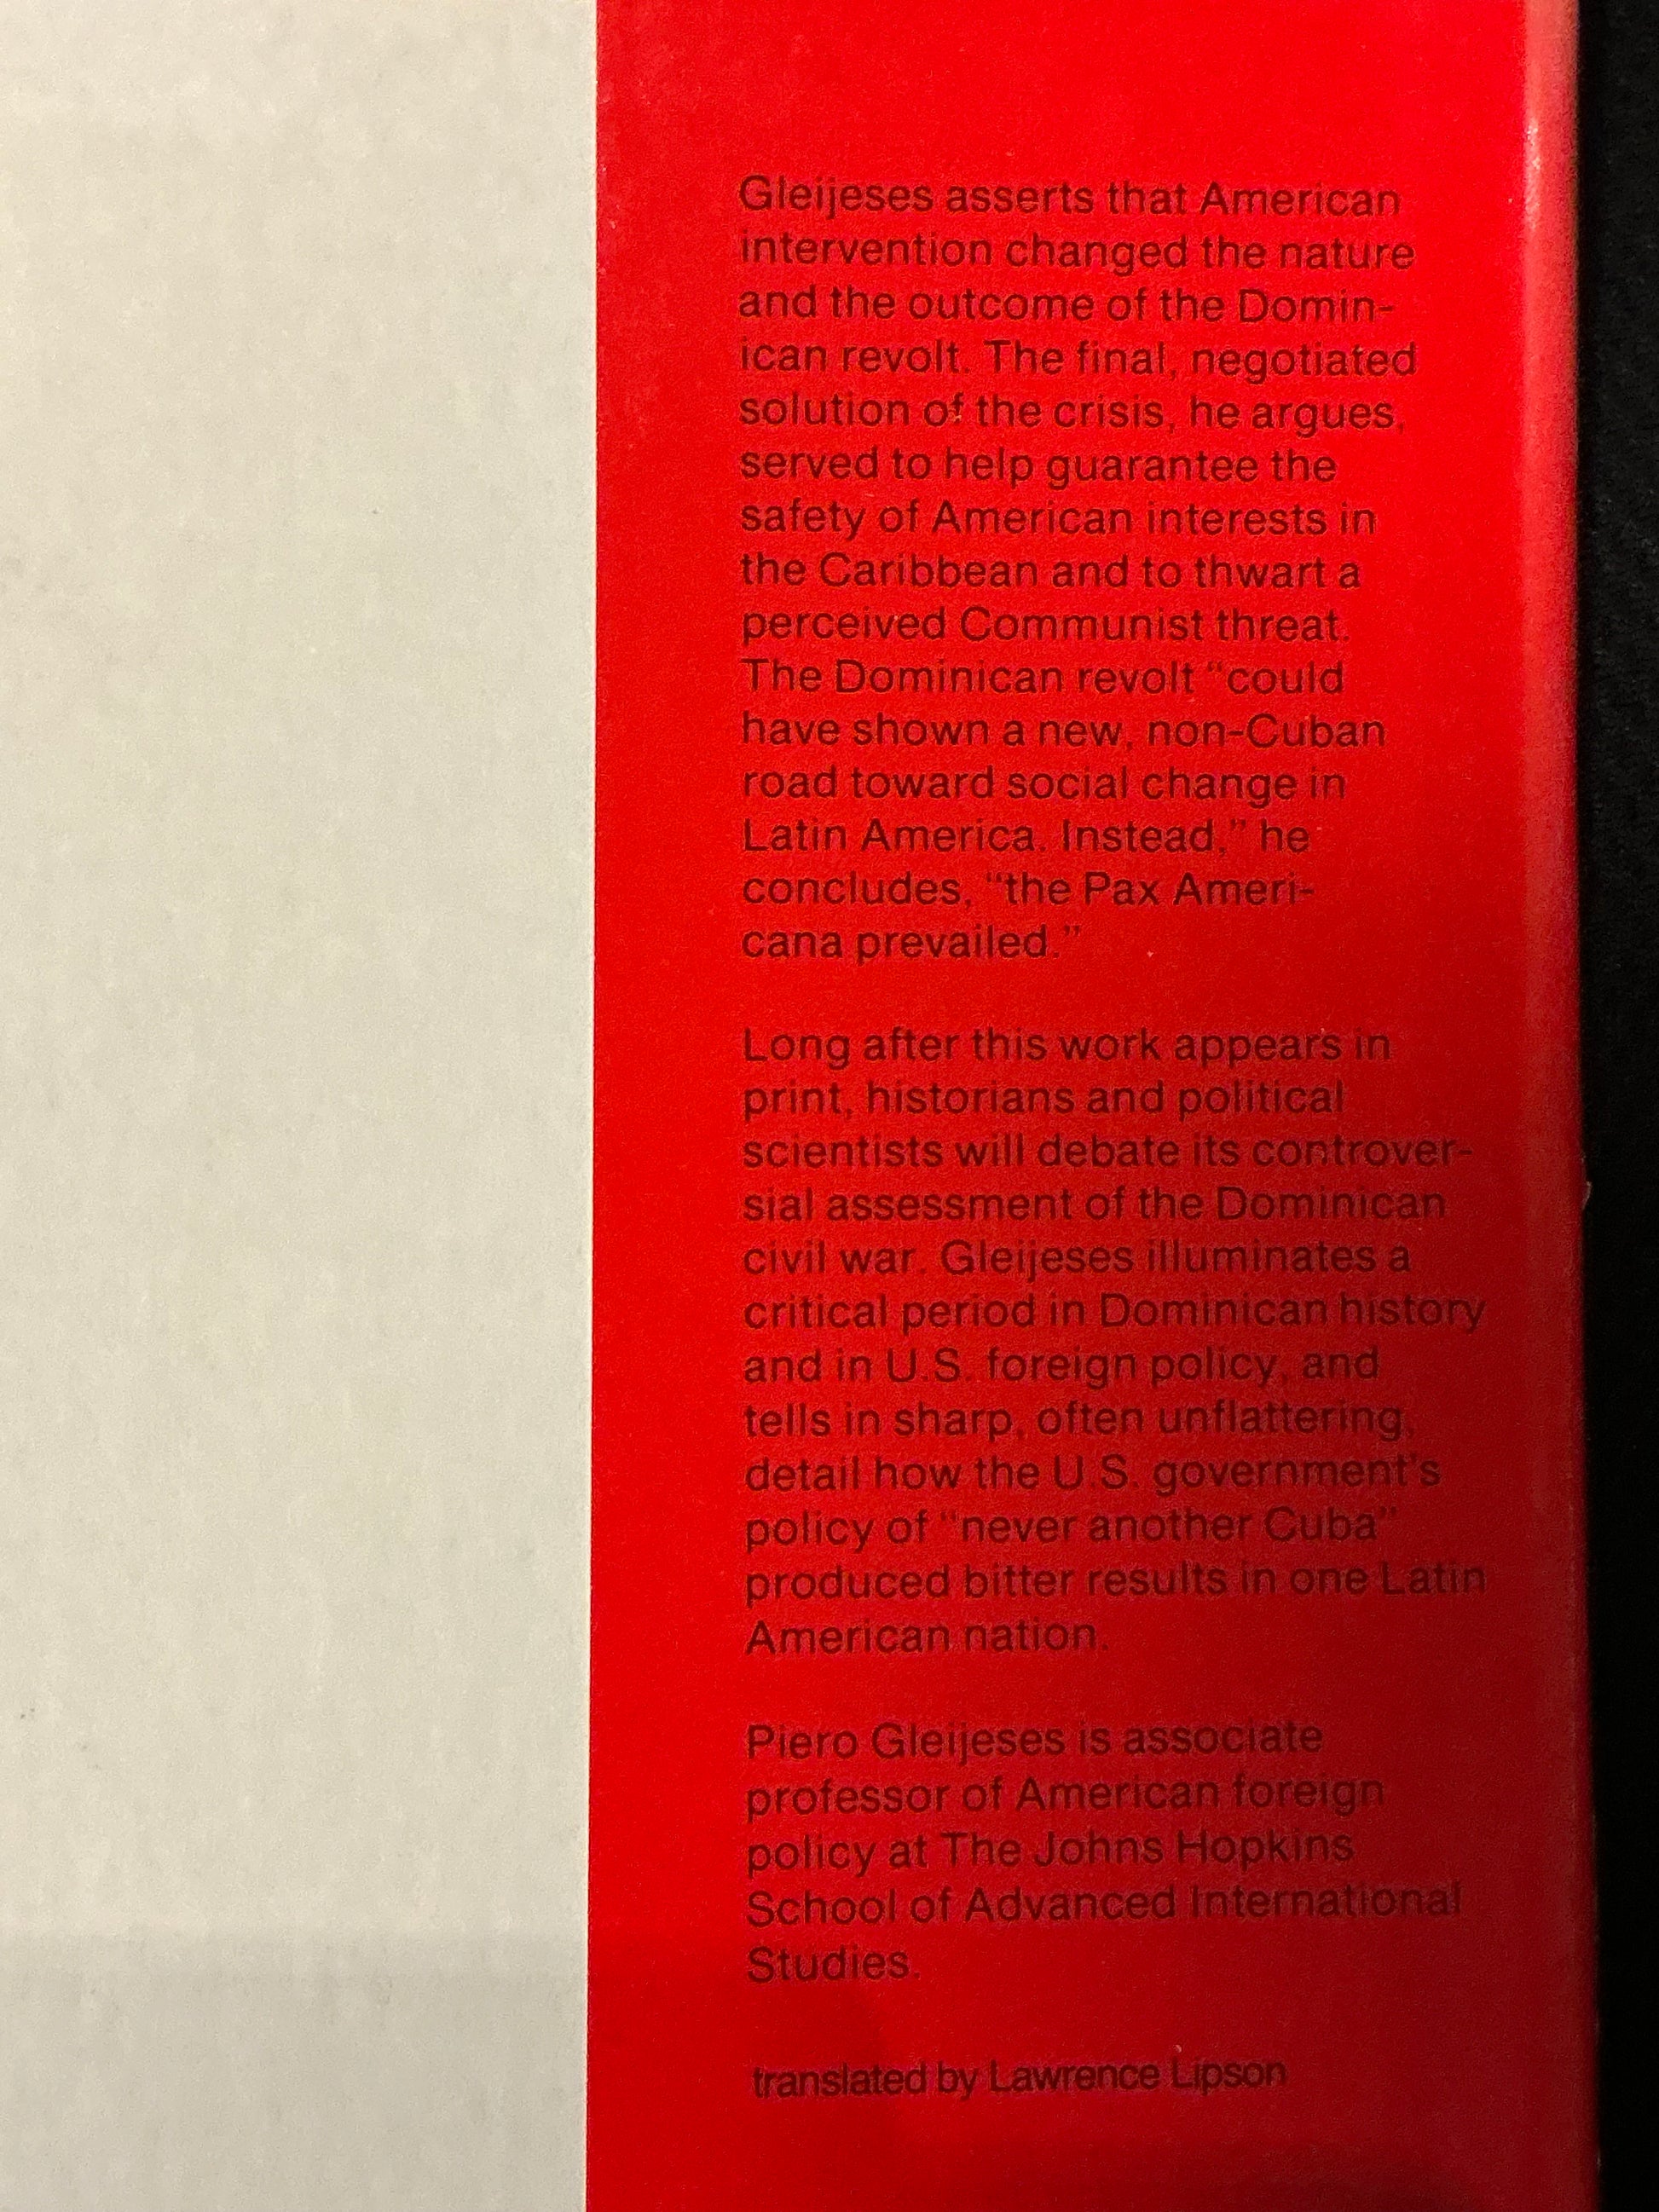 Gleijeses asserts that American
intervention changed the nature
and the outcome of the Domin-
ican revolt. The final, negotiated
solution of the crisis, he argues,
served to help guarantee the
safety of American interests in
the Caribbean and to thwart a
perceived Communist threat.
The Dominican revolt “could
have shown a new, non-Cuban
road toward social change in
Latin America. Instead,” he
concludes, “the Pax Ameri-
cana prevailed.”
Long after this work appears in
print, historians and political
scientists will debate its controver-
sial assessment of the Dominican
civil war. Gleijeses illuminates a
critical period in Dominican history
and in U.S. foreign policy, and
tells in sharp, often unflattering,
detail how the U.S. government's
policy of “never another Cuba”
produced bitter results in one Latin
American nation.
Piero Gleijeses is associate
professor of American foreign
policy at The Johns Hopkins
School of Advanced International
Studies.
translated by Lawrence Lipson